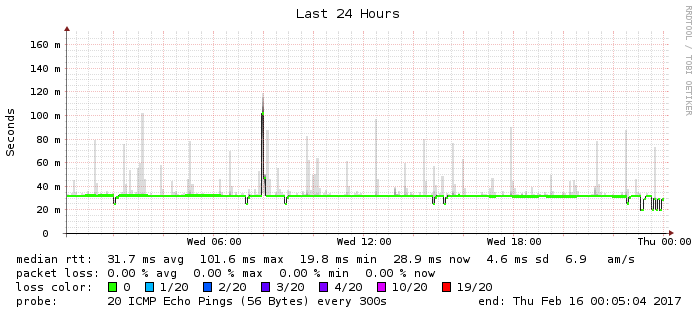 Last 24 Hours
RRDTOOL / TOBI OETIKER
Seconds
160 m
140 m
120 m
100 m
80 m
60 m
40 m
20 m
0
Wed 06:00 Wed 12:00 Wed 18:00 Thu 00:00
median rtt: 31.7 ms avg 101.6 ms max 19.8 ms min 28.9 ms now 4.6 ms sd 6.9 am/s
packet loss: 0.00 % avg 0.00 % max 0.00 % min 0.00 % now
loss color: 0 1/20 2/20 3/20 4/20 10/20 19/20
probe: 20 ICMP Echo Pings (56 Bytes) every 300s end: Thu Feb 16 00:05:04 2017